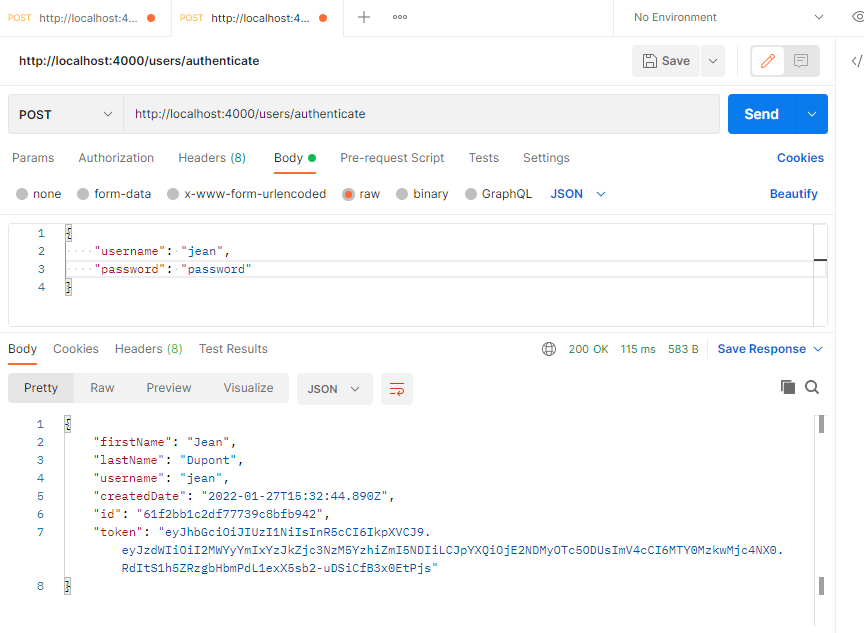 POST http://localhost:4... POST http://localhost:4... No Environment
http://localhost:4000/users/authenticate Save
POST http://localhost:4000/users/authenticate Send
Params Authorization Headers (8) Body Pre-request Script Tests Settings Cookies
none form-data x-www-form-urlencoded raw binary GraphQL JSON Beautify
1 {
2 "username": "jean",
3 "password": "password"
4 }
Body Cookies Headers (8) Test Results 200 OK 115 ms 583 B Save Response
Pretty Raw Preview Visualize JSON
1 {
2 "firstName": "Jean",
3 "lastName": "Dupont",
4 "username": "jean",
5 "createdDate": "2022-01-27T15:32:44.890Z",
6 "id": "61f2bb1c2df77739c8bfb942",
7 "token": "eyJhbGciOiJIUzI1NiIsInR5cCI6IkpXVCJ9.
eyJzdWIiOiI2MWYyYmIxYzJkZjc3NzM5YzhiZmI5NDIiLCJpYXQiOjE2NDMyOTc5ODUsImV4cCI6MTY0MzkwMjc4NX0.
RdItS1h5ZRzgbHbmPdL1exX5sb2-uDSiCfB3x0EtPjs"
8 }